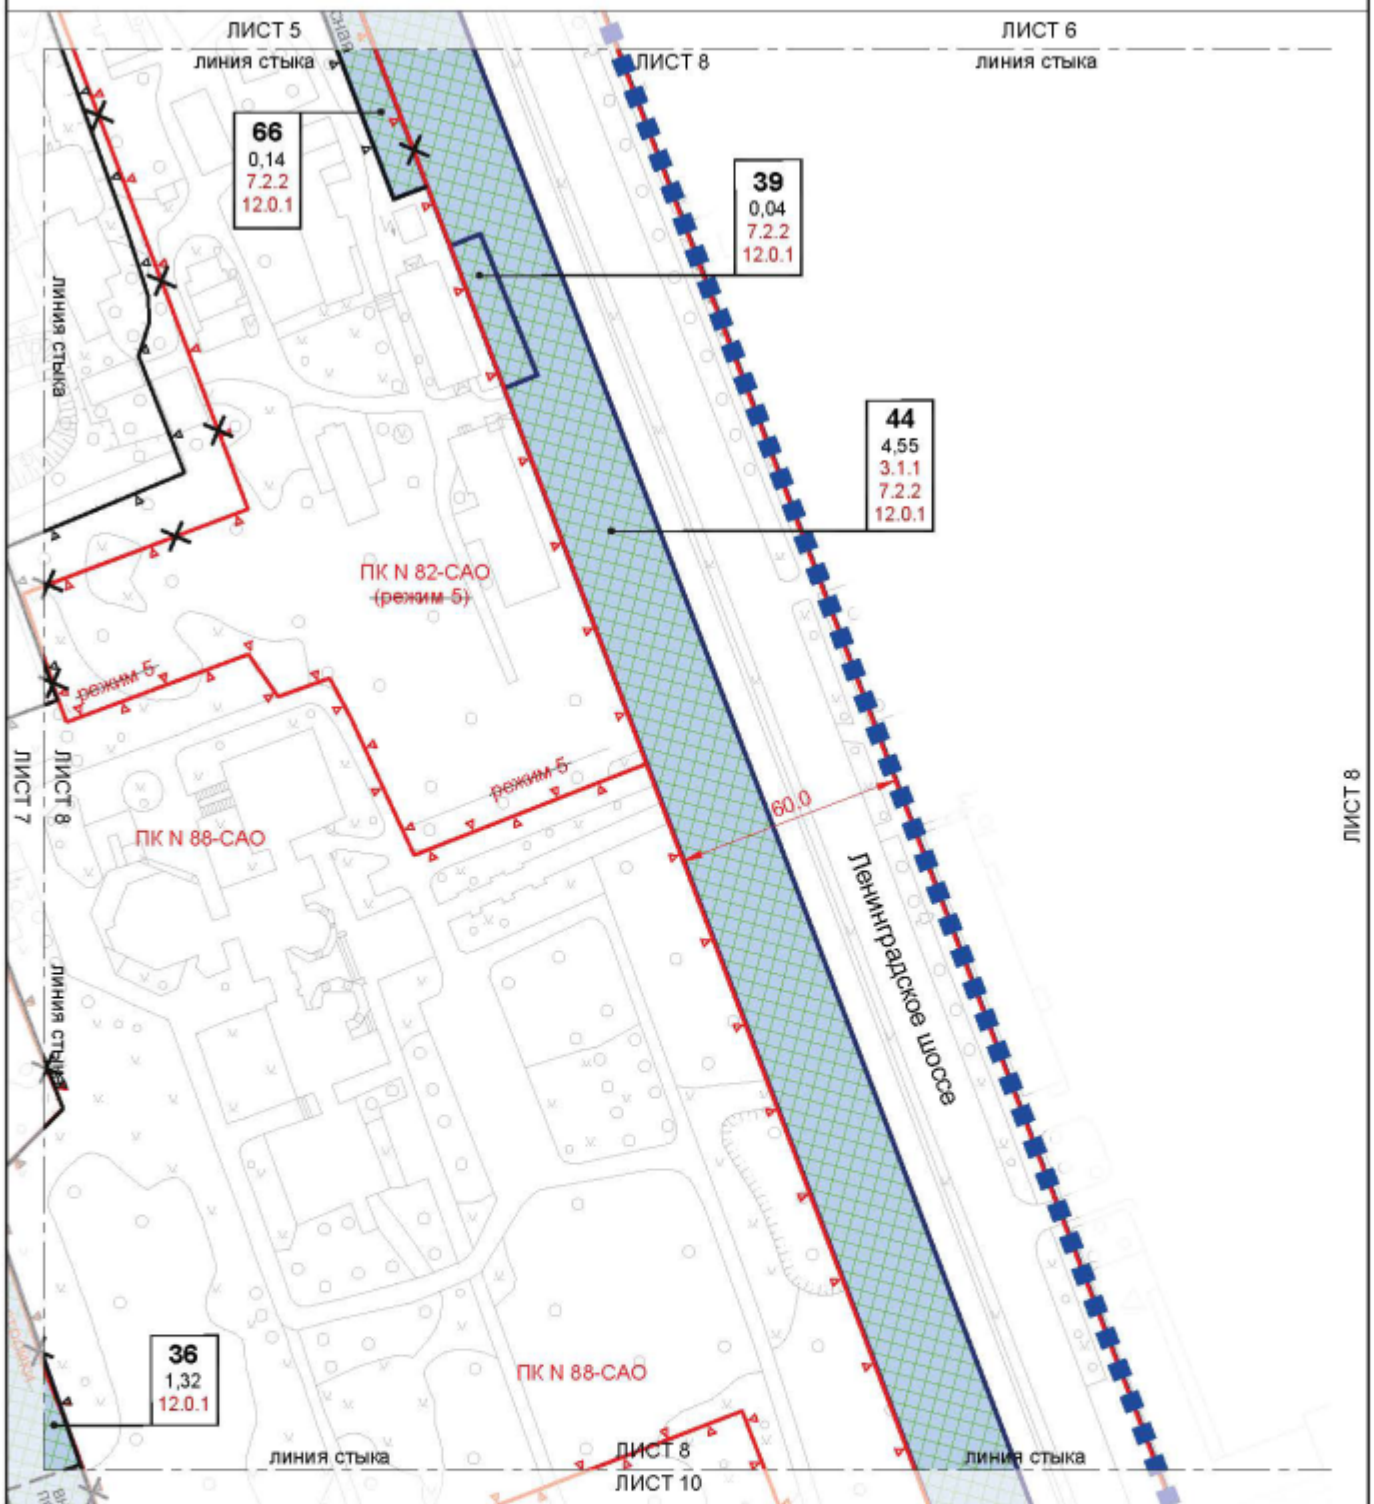 ЛИСТ 5
ЛИСТ 6
линия стыка
ЛИСТ 8
линия стыка
сная
66
0,14
7.2.2
12.0.1
39
0,04
7.2.2
12.0.1
линия стыка
44
4,55
3.1.1
7.2.2
12.0.1
ПК N 82-САО
(режим 5)
режим 5
режим 5
ЛИСТ 7
ЛИСТ 8
60.0
ЛИСТ 8
ПК N 88-САО
Ленинградское шоссе
линия стыка
36
1,32
12.0.1
ПК N 88-САО
линия стыка
ЛИСТ 8
линия стыка
ЛИСТ 10